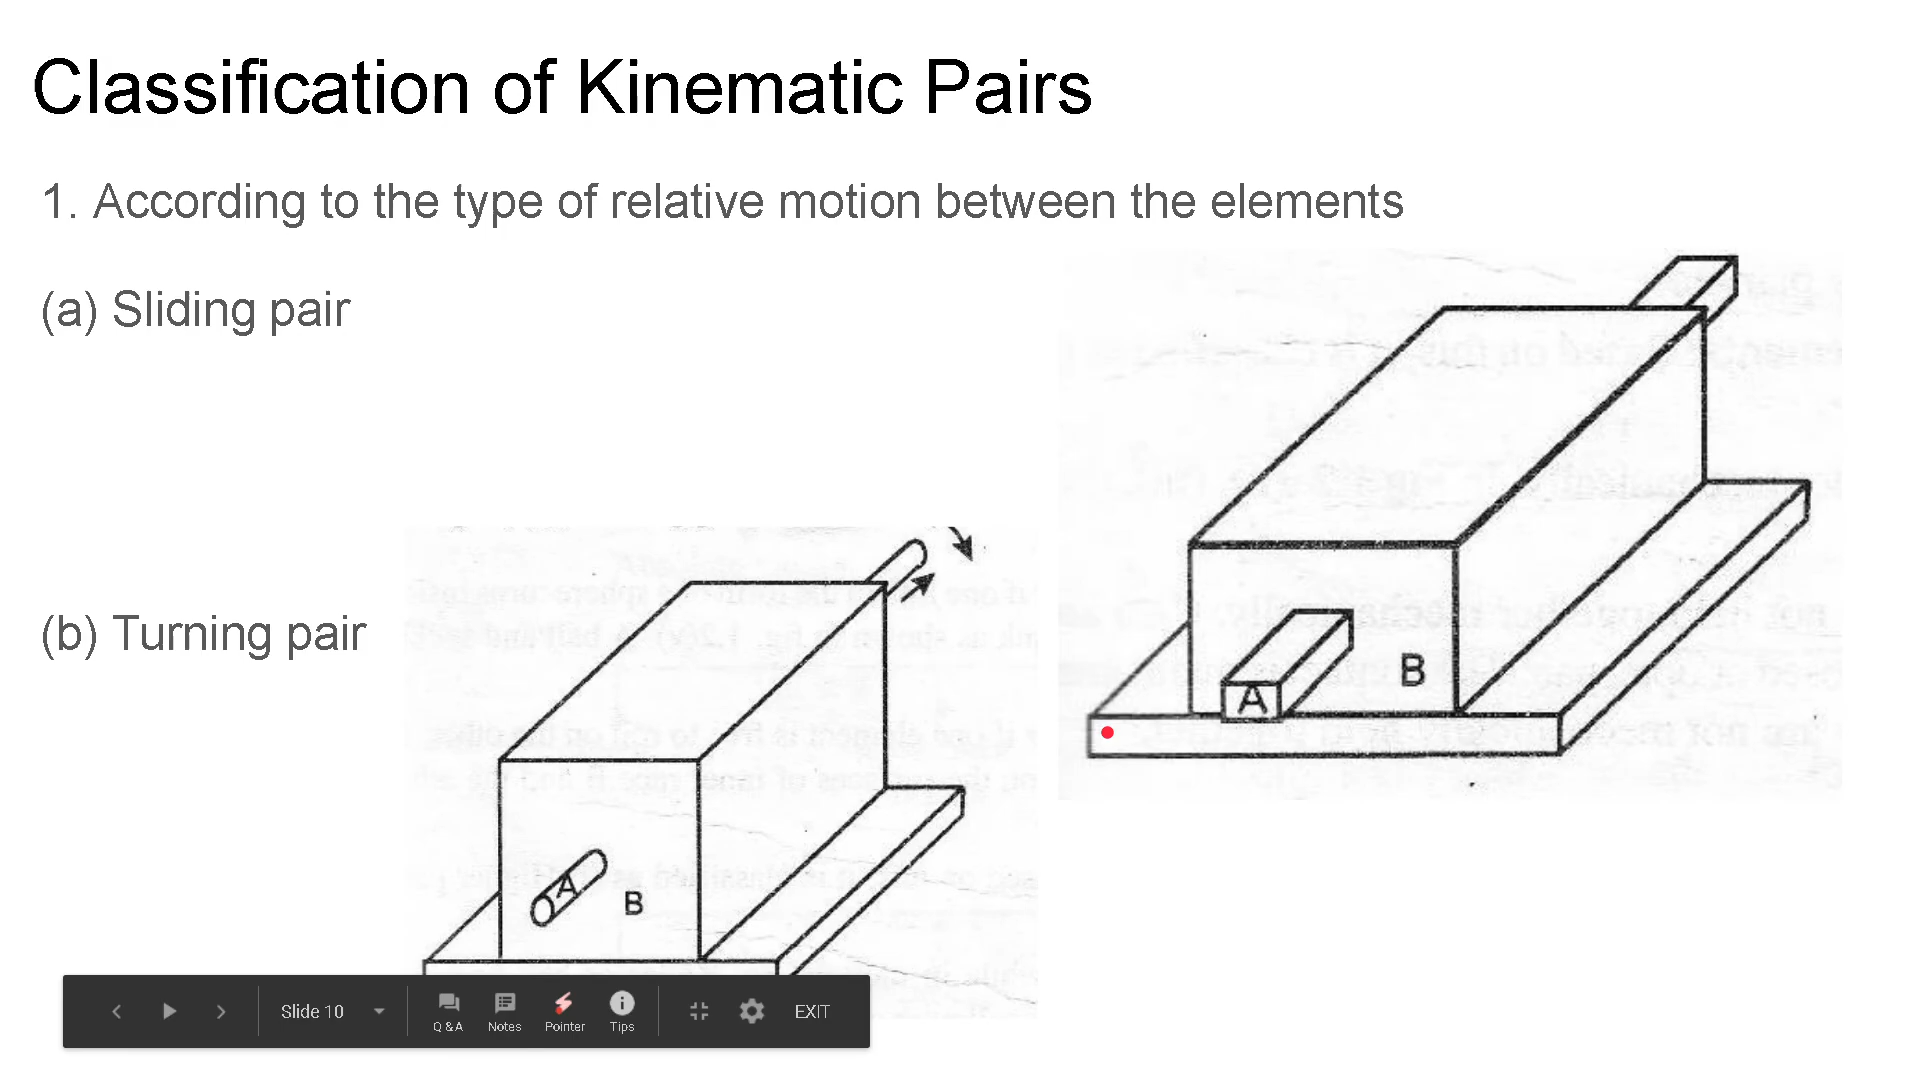 Classification of Kinematic Pairs
1. According to the type of relative motion between the elements
(a) Sliding pair
(b) Turning pair
A
B
A
B
Slide 10
Q & A
Notes
Pointer
Tips
EXIT